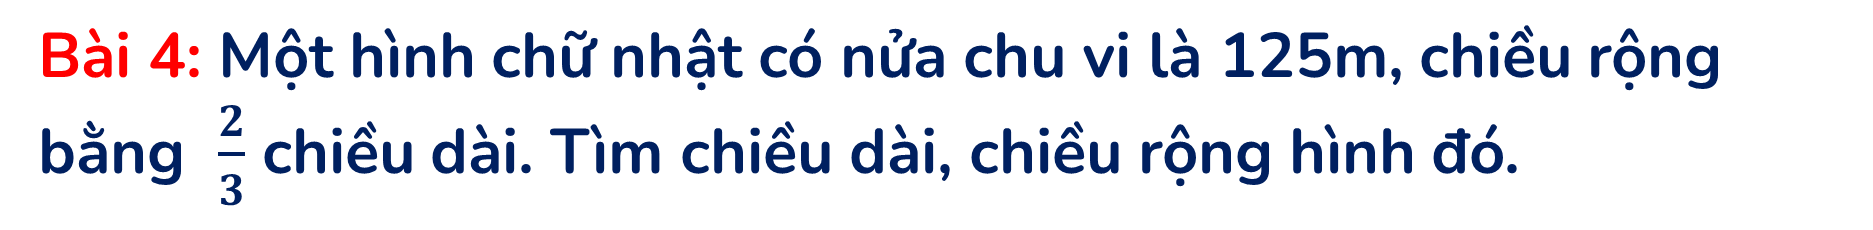 Bài 4: Một hình chữ nhật có nửa chu vi là 125m, chiều rộng
bằng 2/3 chiều dài. Tìm chiều dài, chiều rộng hình đó.